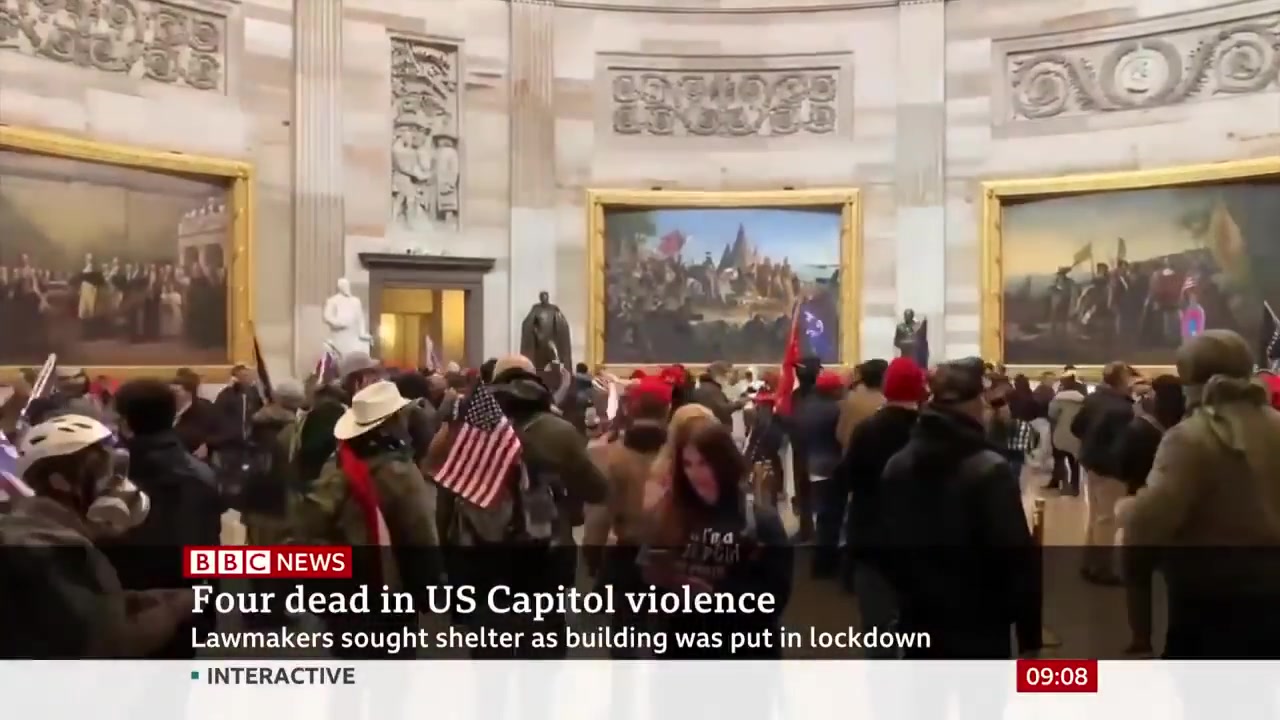 I'm a
BBC NEWS
Four dead in US Capitol violence
Lawmakers sought shelter as building was put in lockdown
INTERACTIVE
09:08